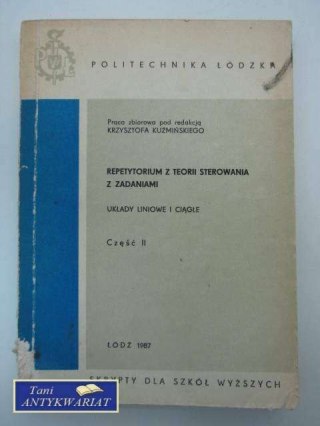 POLITECHNIKA ŁÓDZKA
Praca zbiorowa pod redakcją
KRZYSZTOFA KUŹMIŃSKIEGO
REPETYTORIUM Z TEORII STEROWANIA
Z ZADANIAMI
UKŁADY LINIOWE I CIĄGŁE
Część II
ŁÓDŹ 1987
SKRYPTY DLA SZKÓŁ WYŻSZYCH
Tani
ANTYKWARIAT